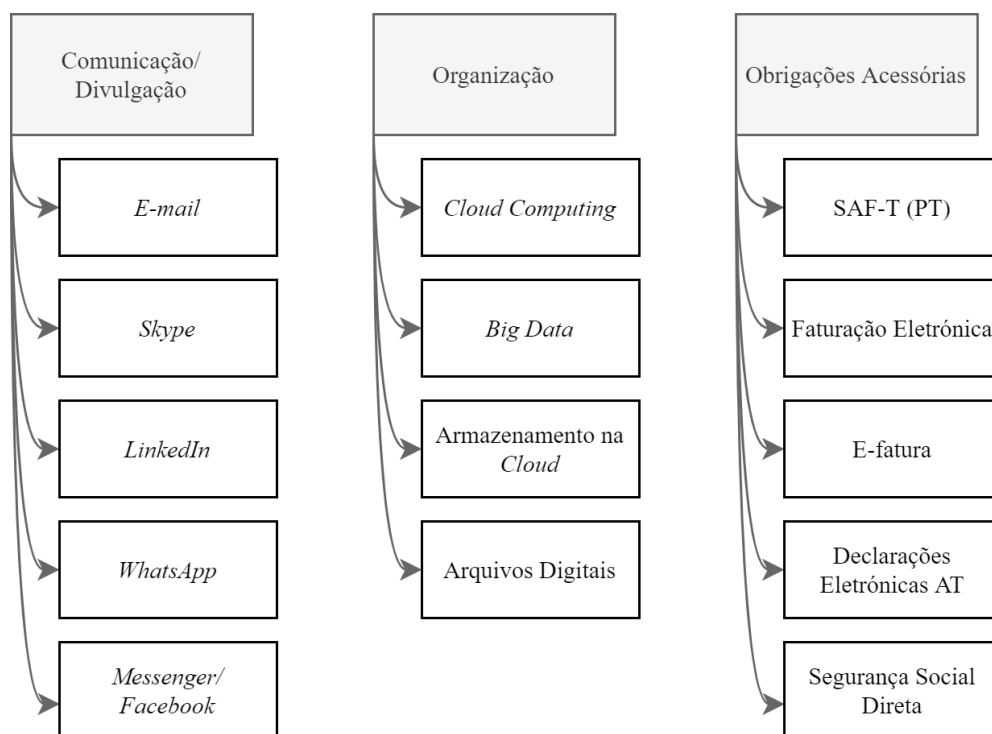 Comunicação/
Divulgação
E-mail
Skype
LinkedIn
WhatsApp
Messenger/
Facebook
Organização
Cloud Computing
Big Data
Armazenamento na
Cloud
Arquivos Digitais
Obrigações Acessórias
SAF-T (PT)
Faturação Eletrónica
E-fatura
Declarações
Eletrónicas AT
Segurança Social
Direta